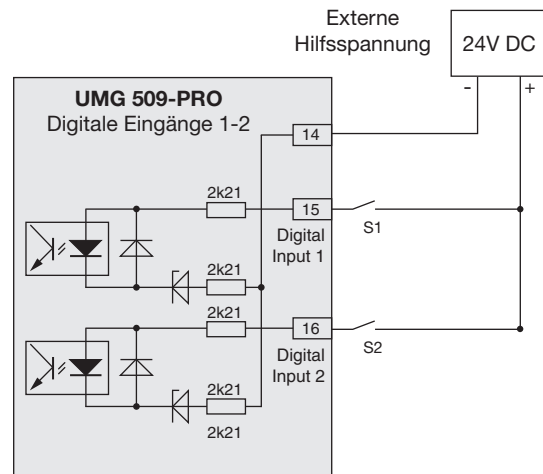 Externe
Hilfsspannung
24V DC
- +
UMG 509-PRO
Digitale Eingänge 1-2
14
2k21
15
S1
Digital
Input 1
2k21
2k21
16
S2
Digital
Input 2
2k21
2k21